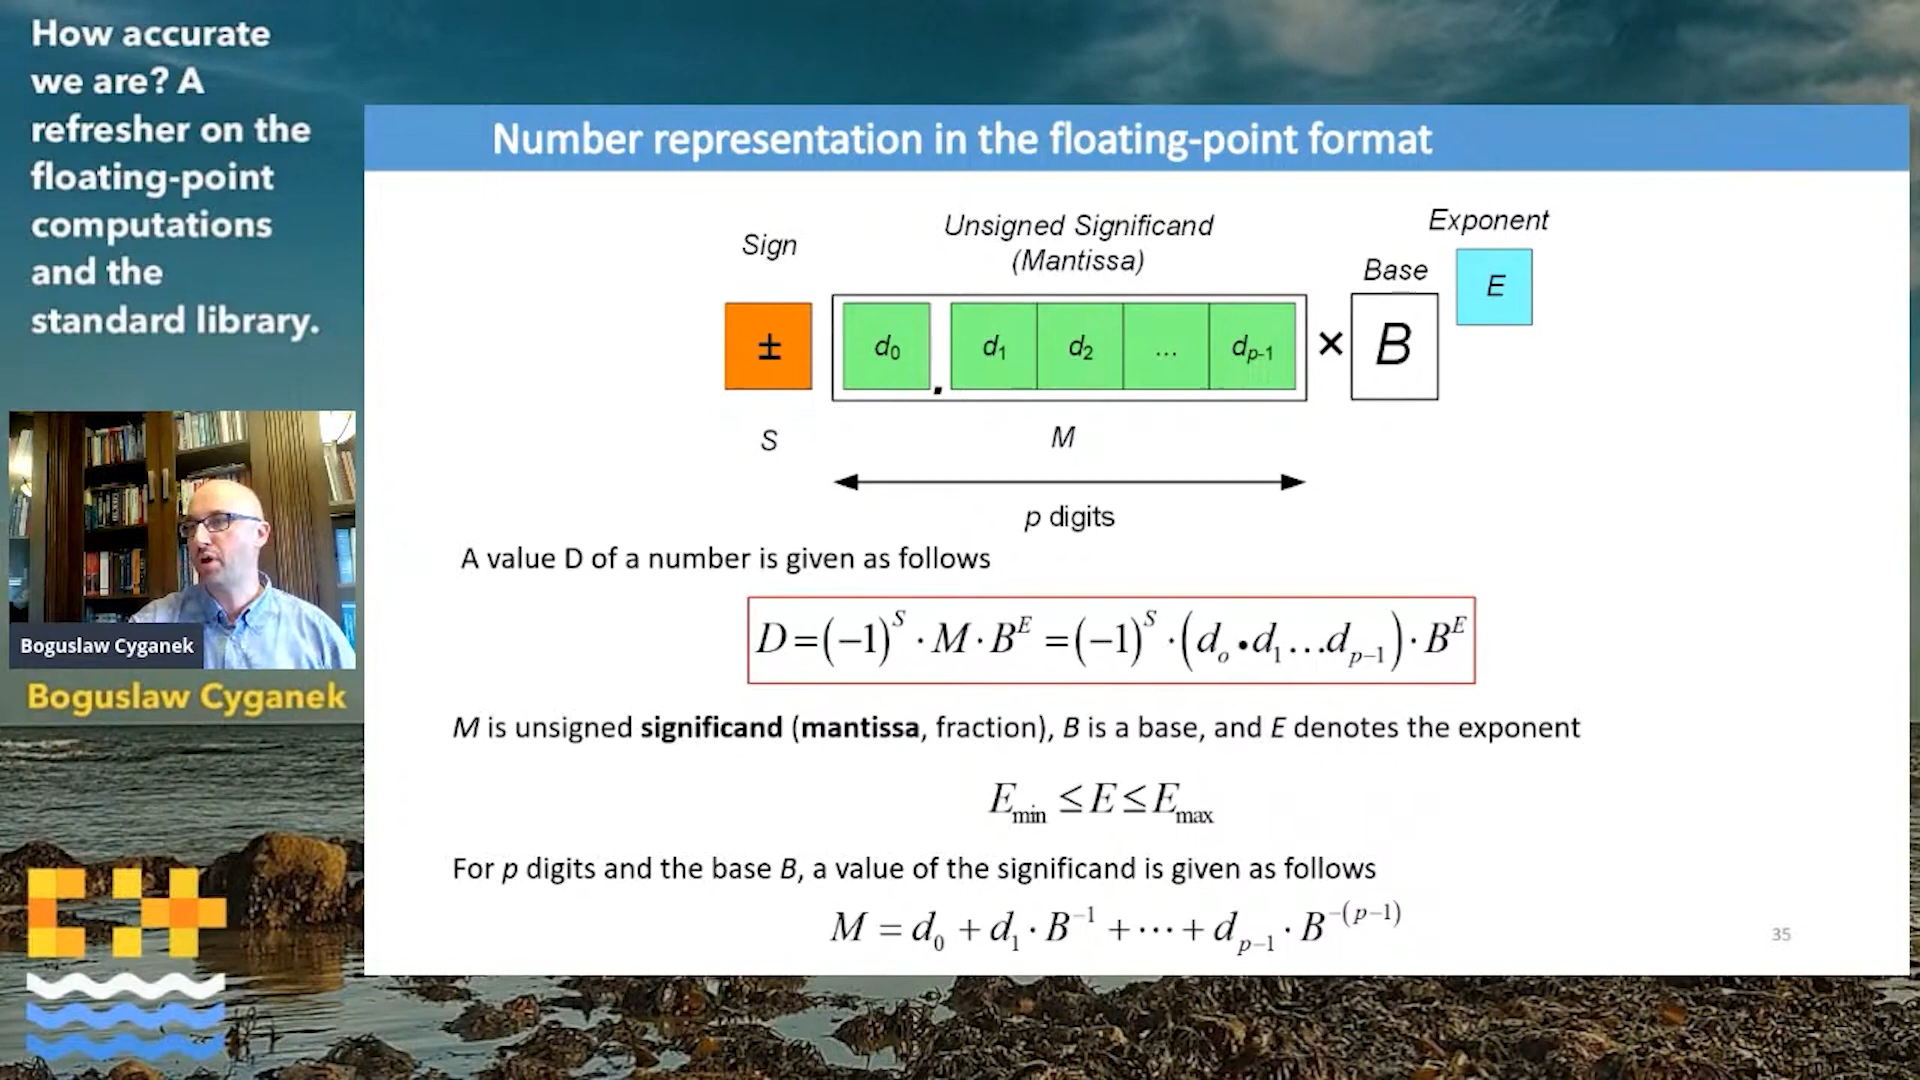 How accurate
we are? A
refresher on the
floating-point
computations
and the
standard library.
Boguslaw Cyganek
Boguslaw Cyganek
Number representation in the floating-point format
Sign
Unsigned Significand
(Mantissa)
Base
Exponent
±
d0 . d1 d2 ... dp-1
×
B
E
S
M
p digits
A value D of a number is given as follows
D=(−1)^S · M · B^E =(−1)^S · (d_o •d_1…d_{p−1}) · B^E
M is unsigned significand (mantissa, fraction), B is a base, and E denotes the exponent
E_min ≤ E ≤ E_max
For p digits and the base B, a value of the significand is given as follows
M = d_0 + d_1 · B^{−1} + ⋯ + d_{p−1} · B^{−(p−1)}
35